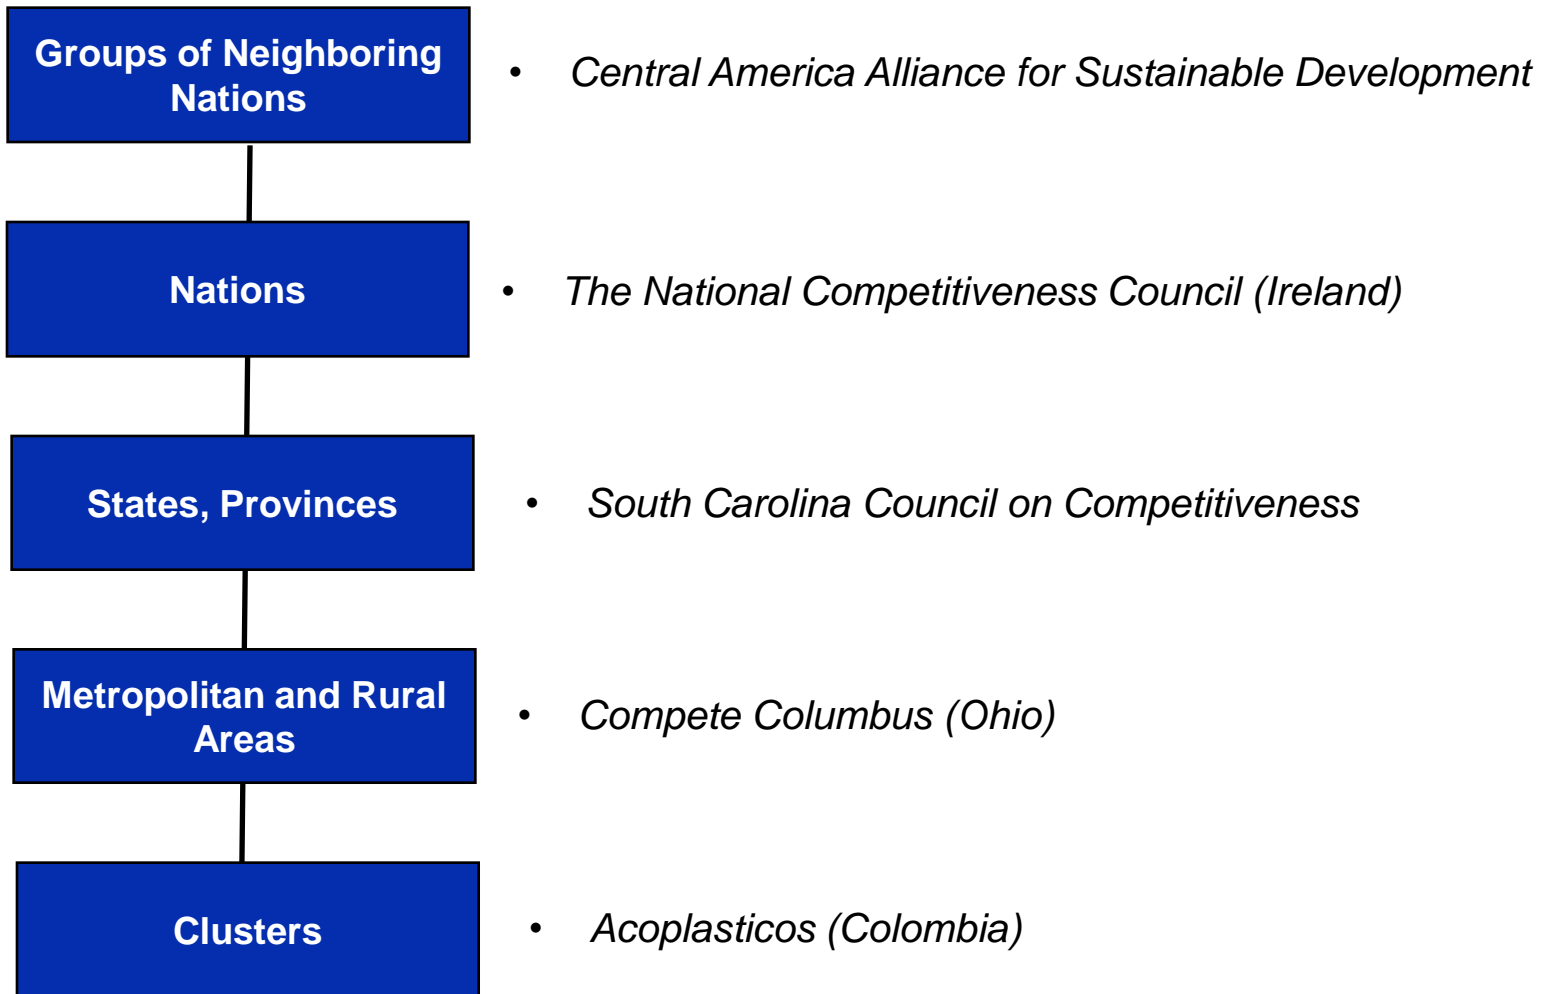 Groups of Neighboring
Nations
• Central America Alliance for Sustainable Development
Nations
• The National Competitiveness Council (Ireland)
States, Provinces
• South Carolina Council on Competitiveness
Metropolitan and Rural
Areas
• Compete Columbus (Ohio)
Clusters
• Acoplasticos (Colombia)